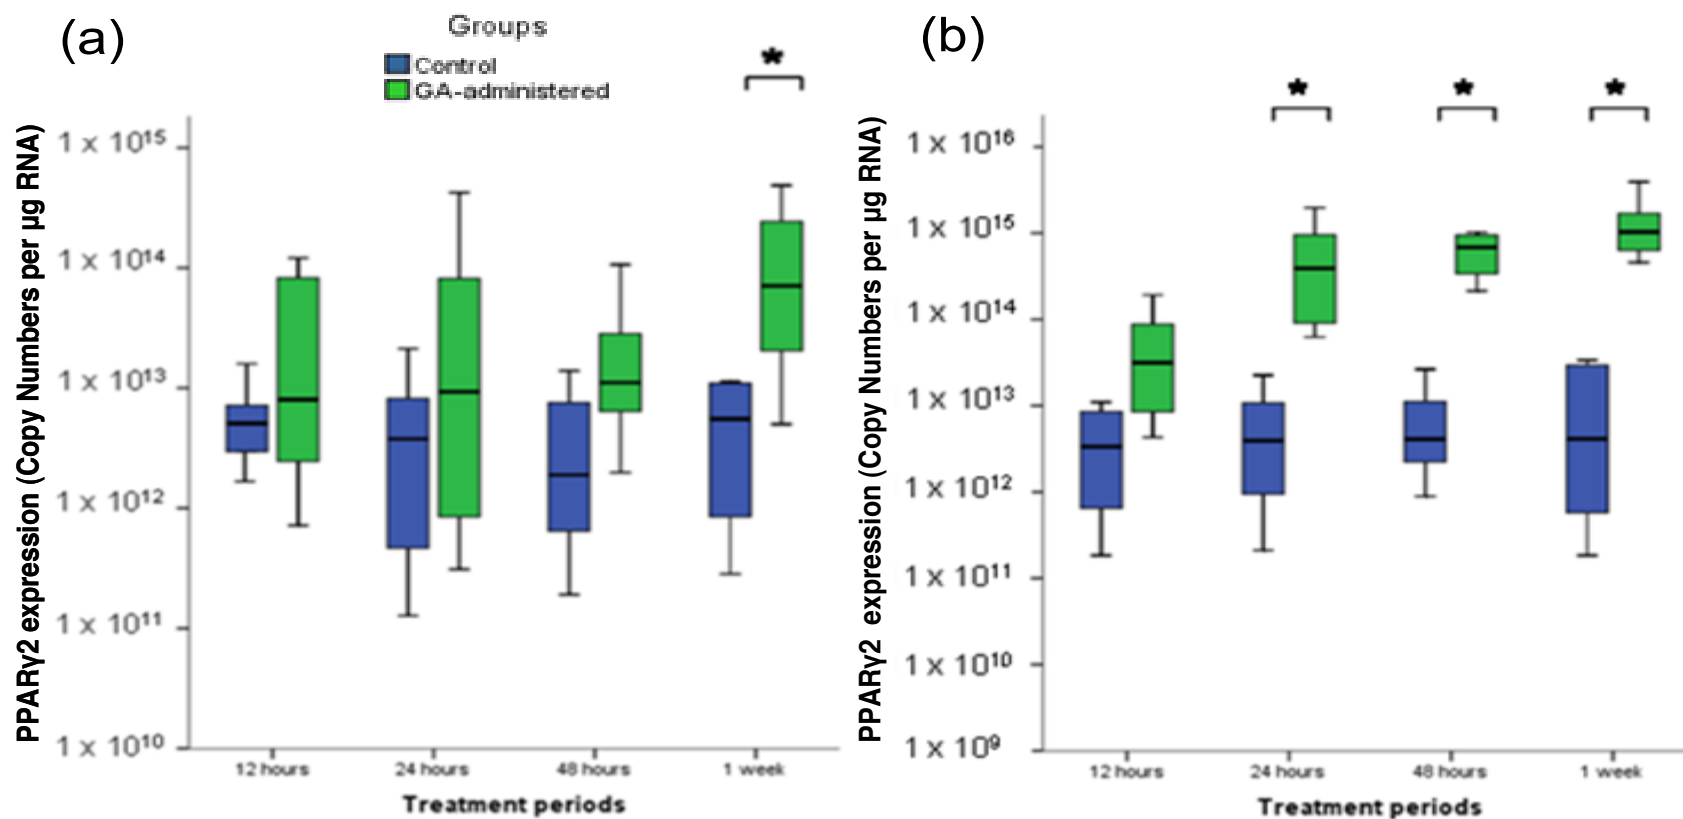 (a)
Groups
Control
GA-administered
*
PPARγ2 expression (Copy Numbers per µg RNA)
1 x 10¹⁵
1 x 10¹⁴
1 x 10¹³
1 x 10¹²
1 x 10¹¹
1 x 10¹⁰
12 hours
24 hours
48 hours
1 week
Treatment periods
(b)
* * *
PPARγ2 expression (Copy Numbers per µg RNA)
1 x 10¹⁶
1 x 10¹⁵
1 x 10¹⁴
1 x 10¹³
1 x 10¹²
1 x 10¹¹
1 x 10¹⁰
1 x 10⁹
12 hours
24 hours
48 hours
1 week
Treatment periods